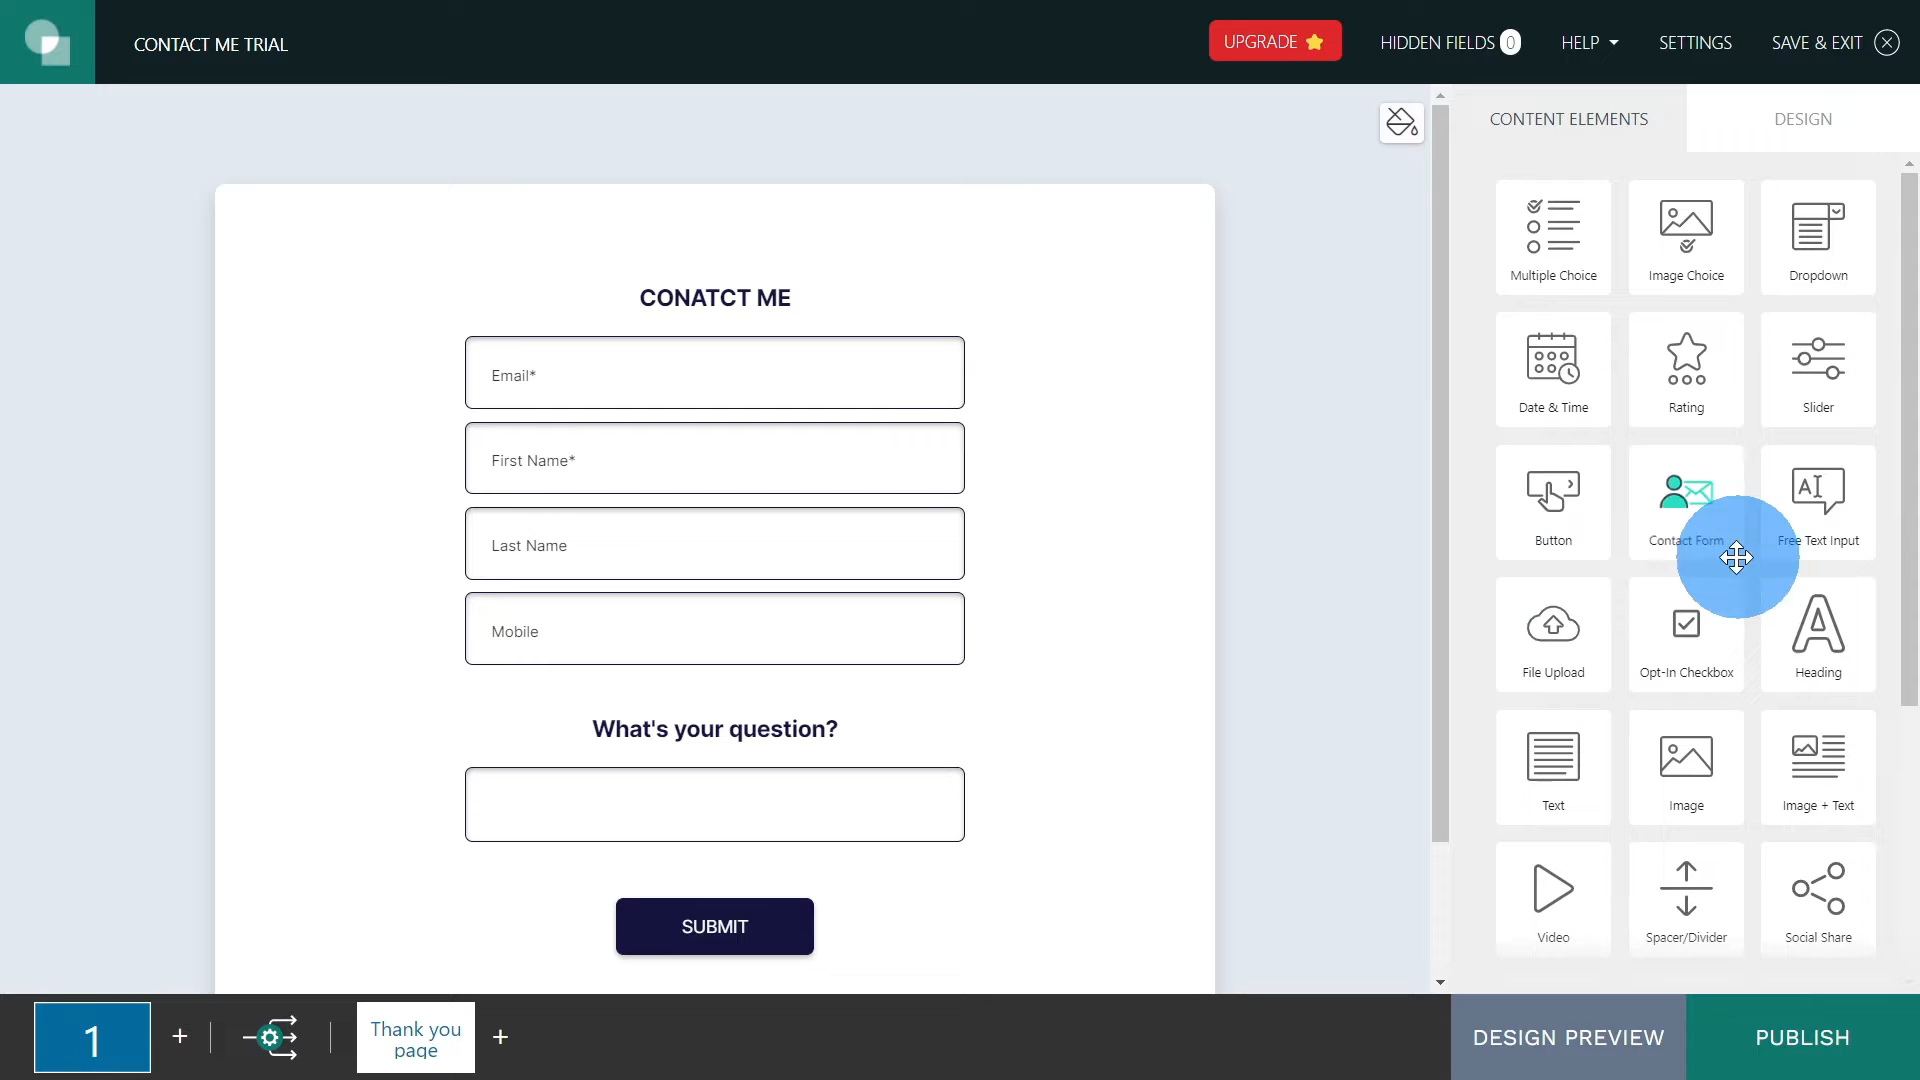 CONTACT ME TRIAL
UPGRADE
HIDDEN FIELDS 0
HELP
SETTINGS
SAVE & EXIT
CONTENT ELEMENTS
DESIGN
CONATCT ME
Email*
First Name*
Last Name
Mobile
What's your question?
SUBMIT
Multiple Choice
Image Choice
Dropdown
Date & Time
Rating
Slider
Button
Contact Form
Free Text Input
File Upload
Opt-In Checkbox
Heading
Text
Image
Image + Text
Video
Spacer/Divider
Social Share
1
+
Thank you
page
+
DESIGN PREVIEW
PUBLISH